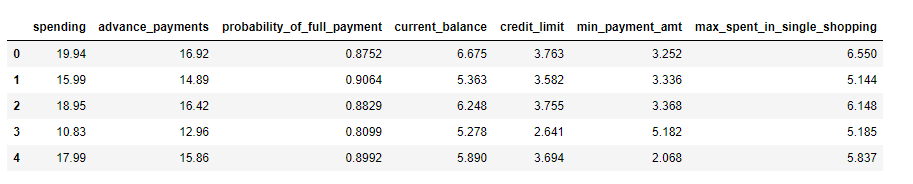 spending advance_payments probability_of_full_payment current_balance credit_limit min_payment_amt max_spent_in_single_shopping
0 19.94 16.92 0.8752 6.675 3.763 3.252 6.550
1 15.99 14.89 0.9064 5.363 3.582 3.336 5.144
2 18.95 16.42 0.8829 6.248 3.755 3.368 6.148
3 10.83 12.96 0.8099 5.278 2.641 5.182 5.185
4 17.99 15.86 0.8992 5.890 3.694 2.068 5.837